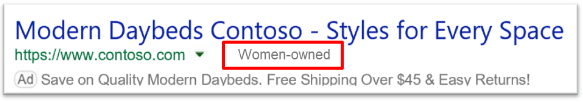 Modern Daybeds Contoso - Styles for Every Space
https://www.contoso.com Women-owned
Ad Save on Quality Modern Daybeds. Free Shipping Over $45 & Easy Returns!